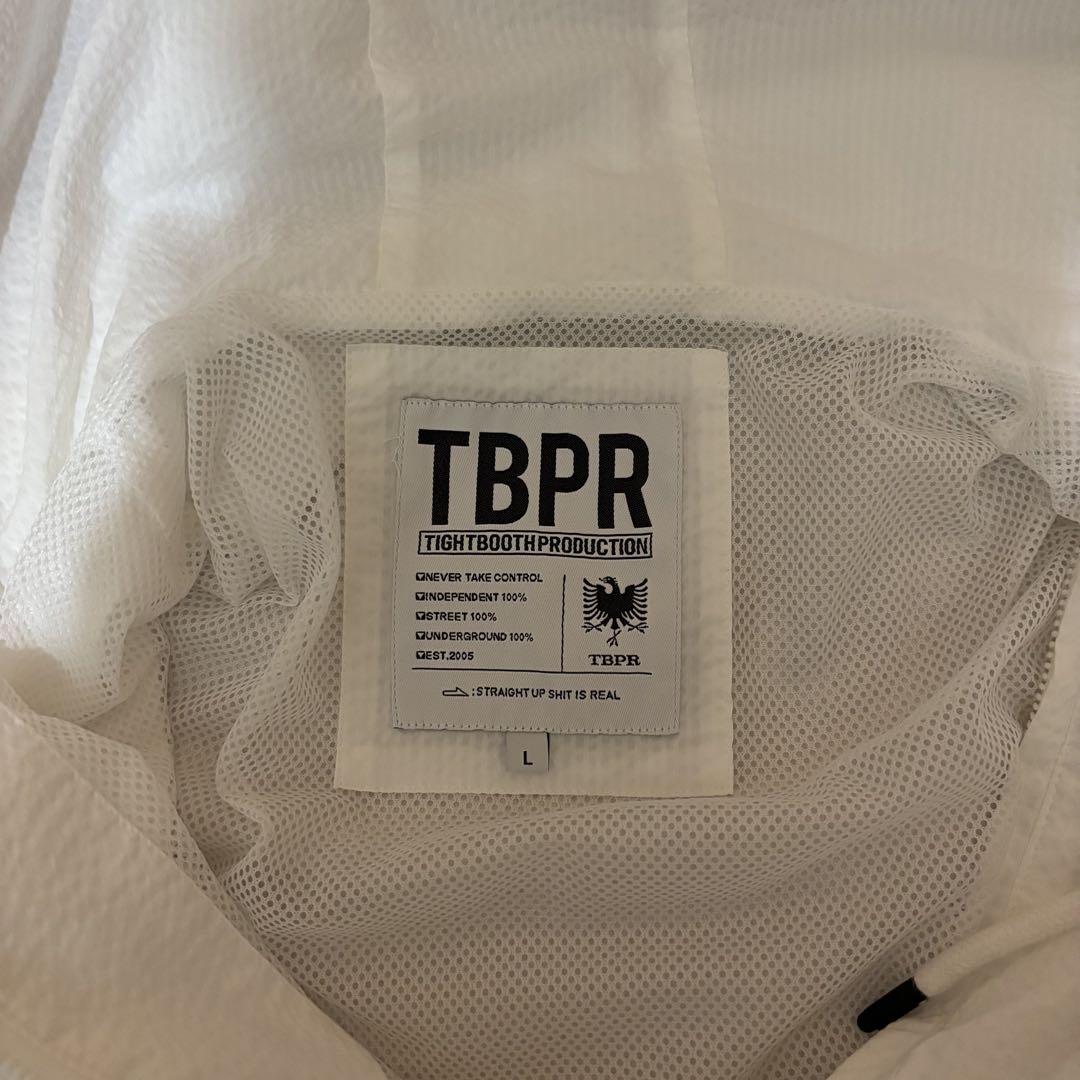 TBPR
TIGHTBOOTHPRODUCTION
NEVER TAKE CONTROL
INDEPENDENT 100%
STREET 100%
UNDERGROUND 100%
EST.2005
TBPR
:STRAIGHT UP SHIT IS REAL
L